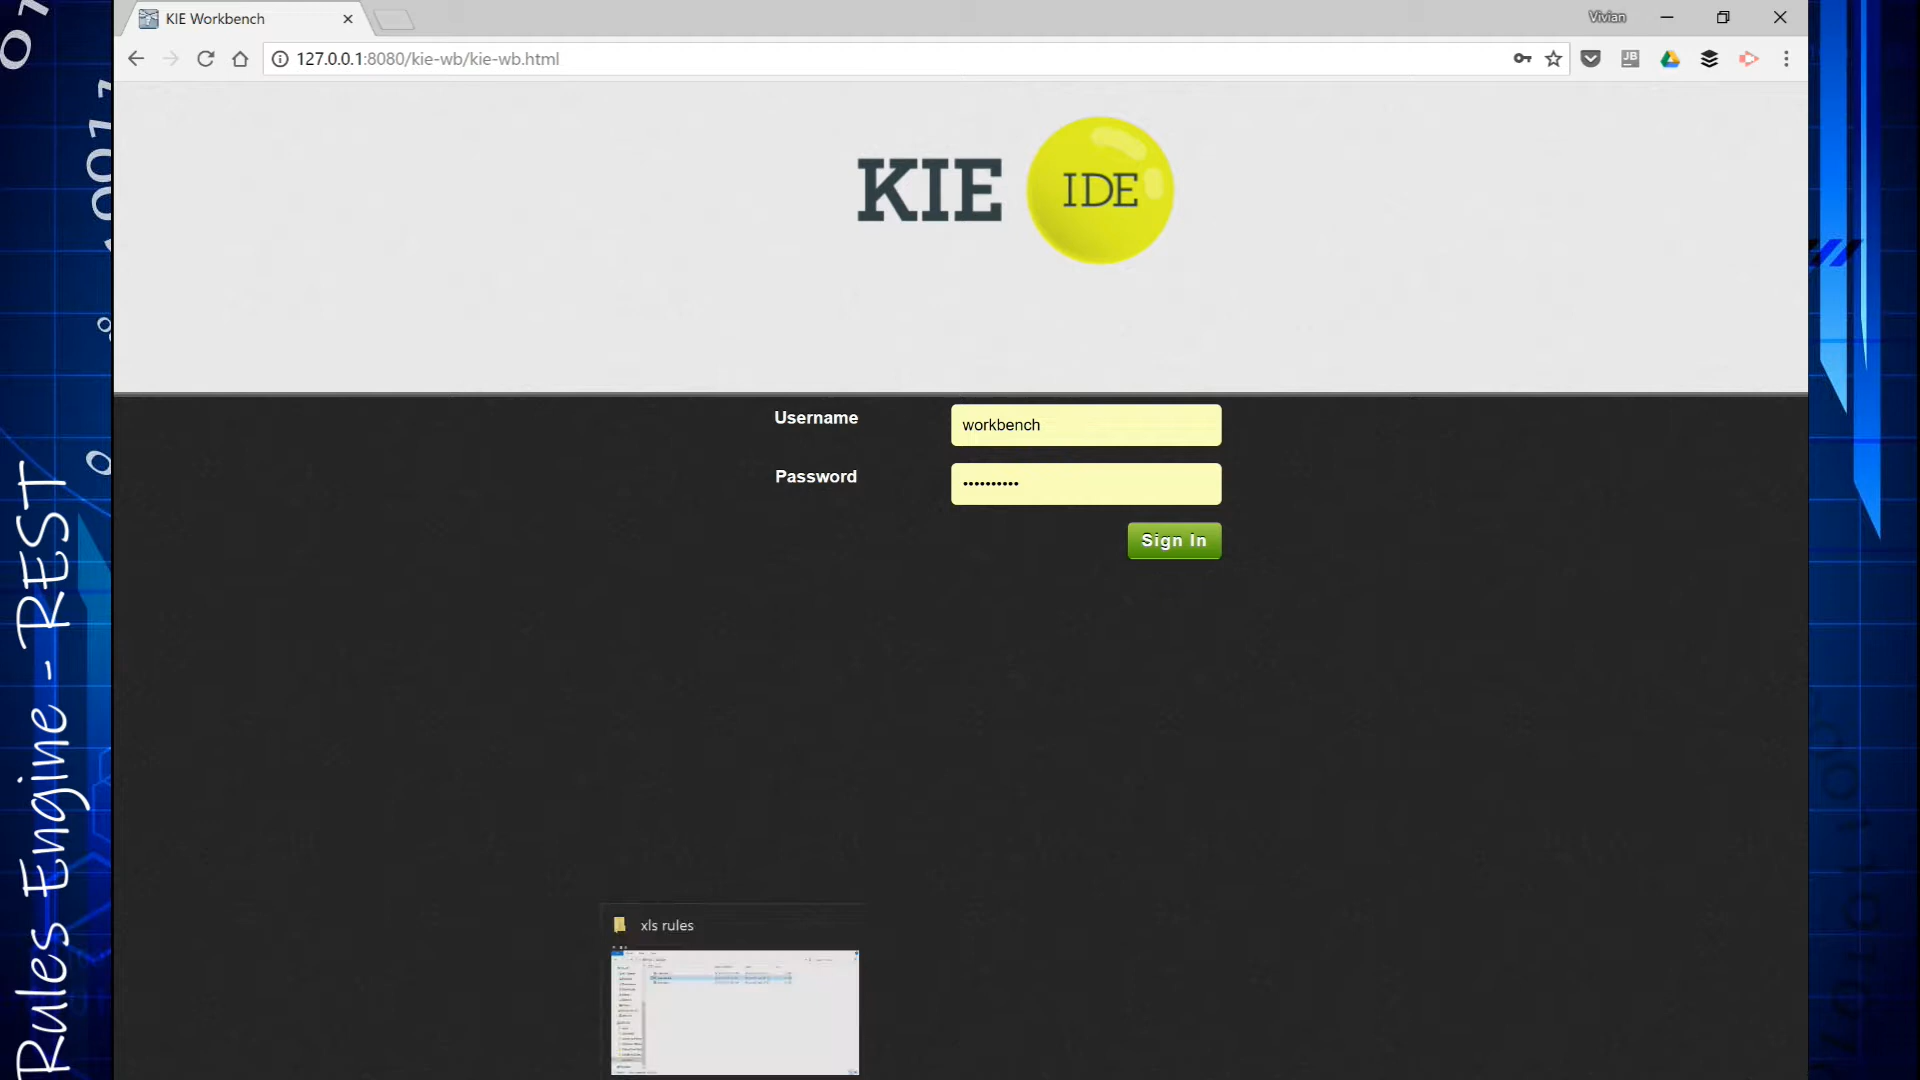 KIE Workbench
Vivian
127.0.0.1:8080/kie-wb/kie-wb.html
JB
KIE IDE
Username
workbench
Password
••••••••••
Sign In
xls rules
Rules Engine - REST